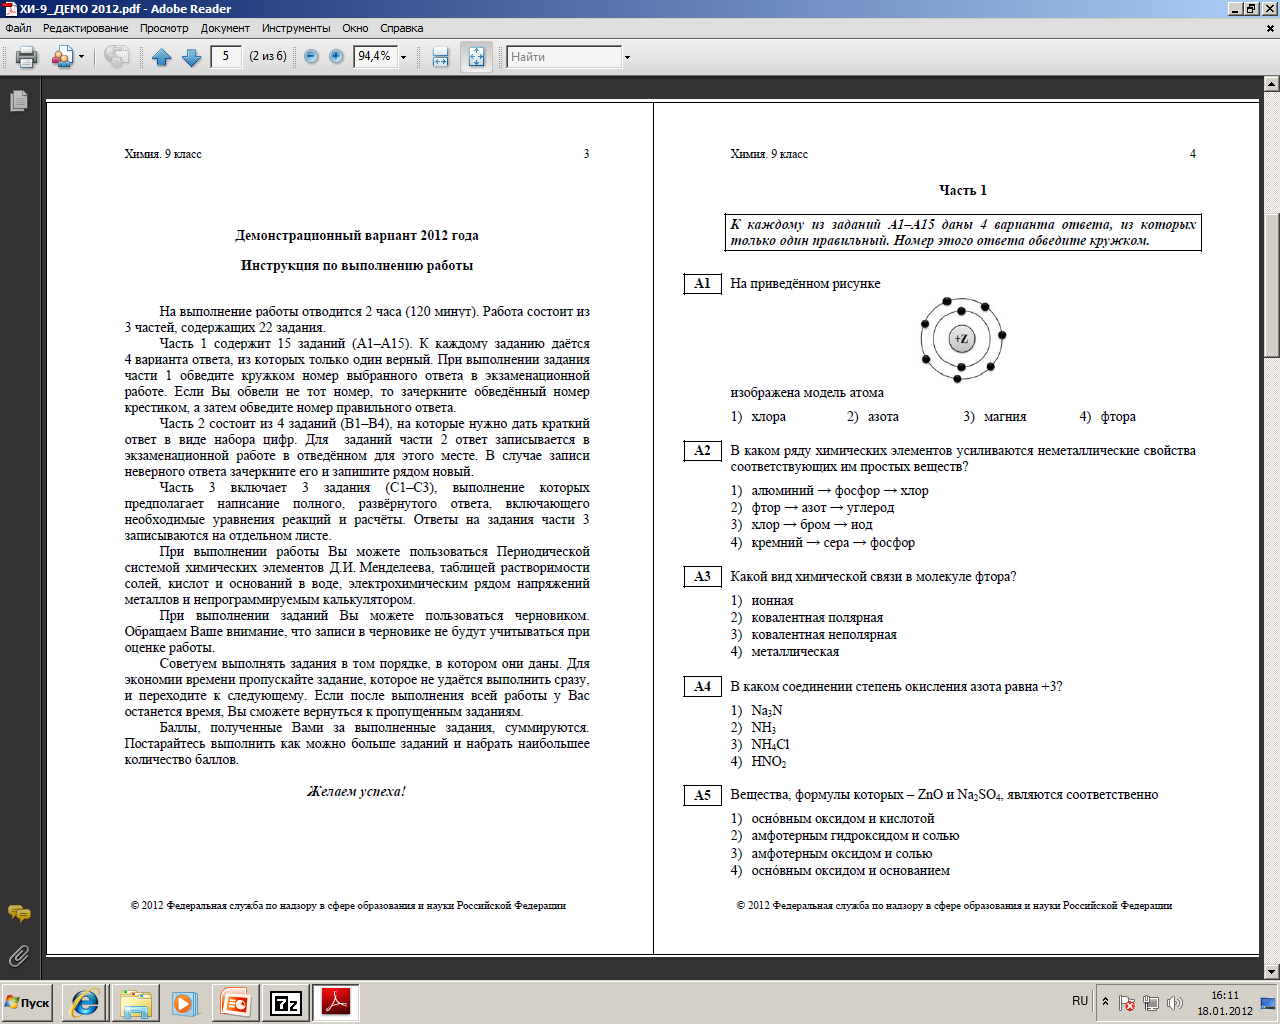 ХИ-9_ДЕМО 2012.pdf - Adobe Reader
Файл Редактирование Просмотр Документ Инструменты Окно Справка
5 (2 из 6) 94,4% Найти
Химия. 9 класс 3
Демонстрационный вариант 2012 года
Инструкция по выполнению работы
На выполнение работы отводится 2 часа (120 минут). Работа состоит из
3 частей, содержащих 22 задания.
Часть 1 содержит 15 заданий (А1–А15). К каждому заданию даётся
4 варианта ответа, из которых только один верный. При выполнении задания
части 1 обведите кружком номер выбранного ответа в экзаменационной
работе. Если Вы обвели не тот номер, то зачеркните обведённый номер
крестиком, а затем обведите номер правильного ответа.
Часть 2 состоит из 4 заданий (В1–В4), на которые нужно дать краткий
ответ в виде набора цифр. Для заданий части 2 ответ записывается в
экзаменационной работе в отведённом для этого месте. В случае записи
неверного ответа зачеркните его и запишите рядом новый.
Часть 3 включает 3 задания (С1–С3), выполнение которых
предполагает написание полного, развёрнутого ответа, включающего
необходимые уравнения реакций и расчёты. Ответы на задания части 3
записываются на отдельном листе.
При выполнении работы Вы можете пользоваться Периодической
системой химических элементов Д.И. Менделеева, таблицей растворимости
солей, кислот и оснований в воде, электрохимическим рядом напряжений
металлов и непрограммируемым калькулятором.
При выполнении заданий Вы можете пользоваться черновиком.
Обращаем Ваше внимание, что записи в черновике не будут учитываться при
оценке работы.
Советуем выполнять задания в том порядке, в котором они даны. Для
экономии времени пропускайте задание, которое не удаётся выполнить сразу,
и переходите к следующему. Если после выполнения всей работы у Вас
останется время, Вы сможете вернуться к пропущенным заданиям.
Баллы, полученные Вами за выполненные задания, суммируются.
Постарайтесь выполнить как можно больше заданий и набрать наибольшее
количество баллов.
Желаем успеха!
© 2012 Федеральная служба по надзору в сфере образования и науки Российской Федерации
Химия. 9 класс 4
Часть 1
К каждому из заданий А1–А15 даны 4 варианта ответа, из которых
только один правильный. Номер этого ответа обведите кружком.
А1 На приведённом рисунке
+Z
изображена модель атома
1) хлора 2) азота 3) магния 4) фтора
А2 В каком ряду химических элементов усиливаются неметаллические свойства
соответствующих им простых веществ?
1) алюминий → фосфор → хлор
2) фтор → азот → углерод
3) хлор → бром → иод
4) кремний → сера → фосфор
А3 Какой вид химической связи в молекуле фтора?
1) ионная
2) ковалентная полярная
3) ковалентная неполярная
4) металлическая
А4 В каком соединении степень окисления азота равна +3?
1) Na₃N
2) NH₃
3) NH₄Cl
4) HNO₂
А5 Вещества, формулы которых – ZnO и Na₂SO₄, являются соответственно
1) осно́вным оксидом и кислотой
2) амфотерным гидроксидом и солью
3) амфотерным оксидом и солью
4) осно́вным оксидом и основанием
© 2012 Федеральная служба по надзору в сфере образования и науки Российской Федерации
Пуск 7z RU 16:11
18.01.2012